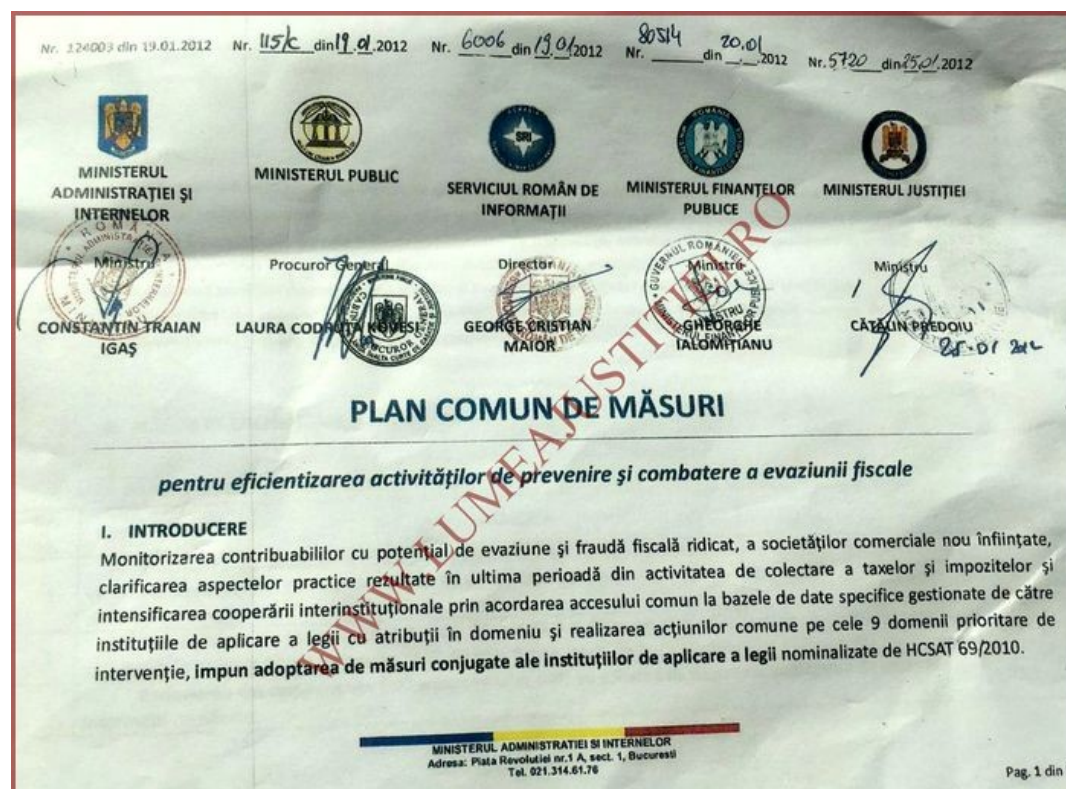 Nr. 124003 din 19.01.2012 Nr. 115/C din 19.01.2012 Nr. 6006 din 19.01.2012 Nr. 80514 din 20.01.2012 Nr. 5720 din 25.01.2012
MINISTERUL ADMINISTRAȚIEI ȘI INTERNELOR
MINISTERUL PUBLIC
SRI
SERVICIUL ROMÂN DE INFORMAȚII
MINISTERUL FINANȚELOR PUBLICE
MINISTERUL JUSTIȚIEI
Ministru
CONSTANTIN TRAIAN IGAȘ
Procuror General
LAURA CODRUȚA KOVESI
Director
GEORGE CRISTIAN MAIOR
Ministru
GHEORGHE IALOMIȚIANU
Ministru
CĂTĂLIN PREDOIU
25-01 2012
PLAN COMUN DE MĂSURI
pentru eficientizarea activităților de prevenire și combatere a evaziunii fiscale
I. INTRODUCERE
Monitorizarea contribuabililor cu potențial de evaziune și fraudă fiscală ridicat, a societăților comerciale nou înființate,
clarificarea aspectelor practice rezultate în ultima perioadă din activitatea de colectare a taxelor și impozitelor și
intensificarea cooperării interinstituționale prin acordarea accesului comun la bazele de date specifice gestionate de către
instituțiile de aplicare a legii cu atribuții în domeniu și realizarea acțiunilor comune pe cele 9 domenii prioritare de
intervenție, impun adoptarea de măsuri conjugate ale instituțiilor de aplicare a legii nominalizate de HCSAT 69/2010.
WWW.LUMEAJUSTITIEI.RO
MINISTERUL ADMINISTRATIEI SI INTERNELOR
Adresa: Piata Revolutiei nr.1 A, sect. 1, Bucuresti
Tel. 021.314.61.76
Pag. 1 din